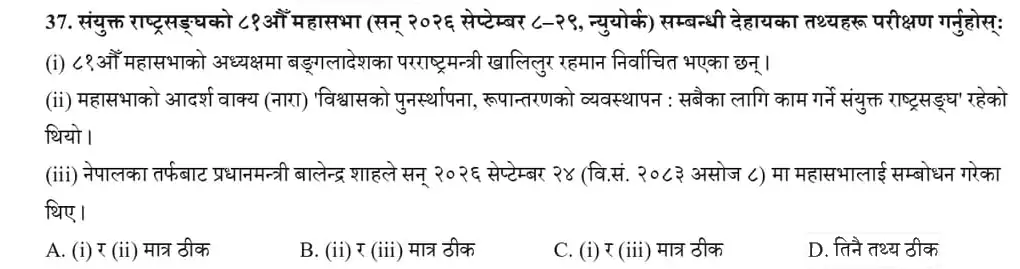 37. संयुक्त राष्ट्रसङ्घको ८१औँ महासभा (सन् २०२६ सेप्टेम्बर ८–२९, न्युयोर्क) सम्बन्धी देहायका तथ्यहरू परीक्षण गर्नुहोस्:
(i) ८१औँ महासभाको अध्यक्षमा बङ्गलादेशका परराष्ट्रमन्त्री खालिलुर रहमान निर्वाचित भएका छन्।
(ii) महासभाको आदर्श वाक्य (नारा) 'विश्वासको पुनर्स्थापना, रूपान्तरणको व्यवस्थापन : सबैका लागि काम गर्ने संयुक्त राष्ट्रसङ्घ' रहेको
थियो।
(iii) नेपालका तर्फबाट प्रधानमन्त्री बालेन्द्र शाहले सन् २०२६ सेप्टेम्बर २४ (वि.सं. २०८३ असोज ८) मा महासभालाई सम्बोधन गरेका
थिए।
A. (i) र (ii) मात्र ठीक B. (ii) र (iii) मात्र ठीक C. (i) र (iii) मात्र ठीक D. तिनै तथ्य ठीक